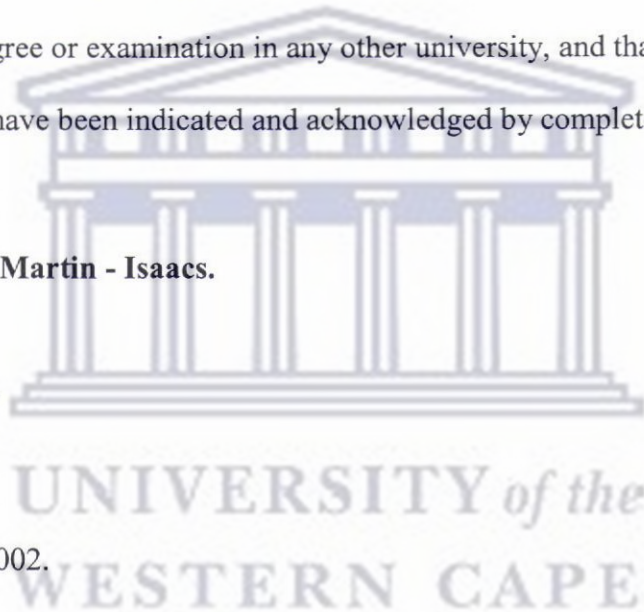 gree or examination in any other university, and tha
have been indicated and acknowledged by complet
Martin - Isaacs.
UNIVERSITY of the
002.
WESTERN CAPE